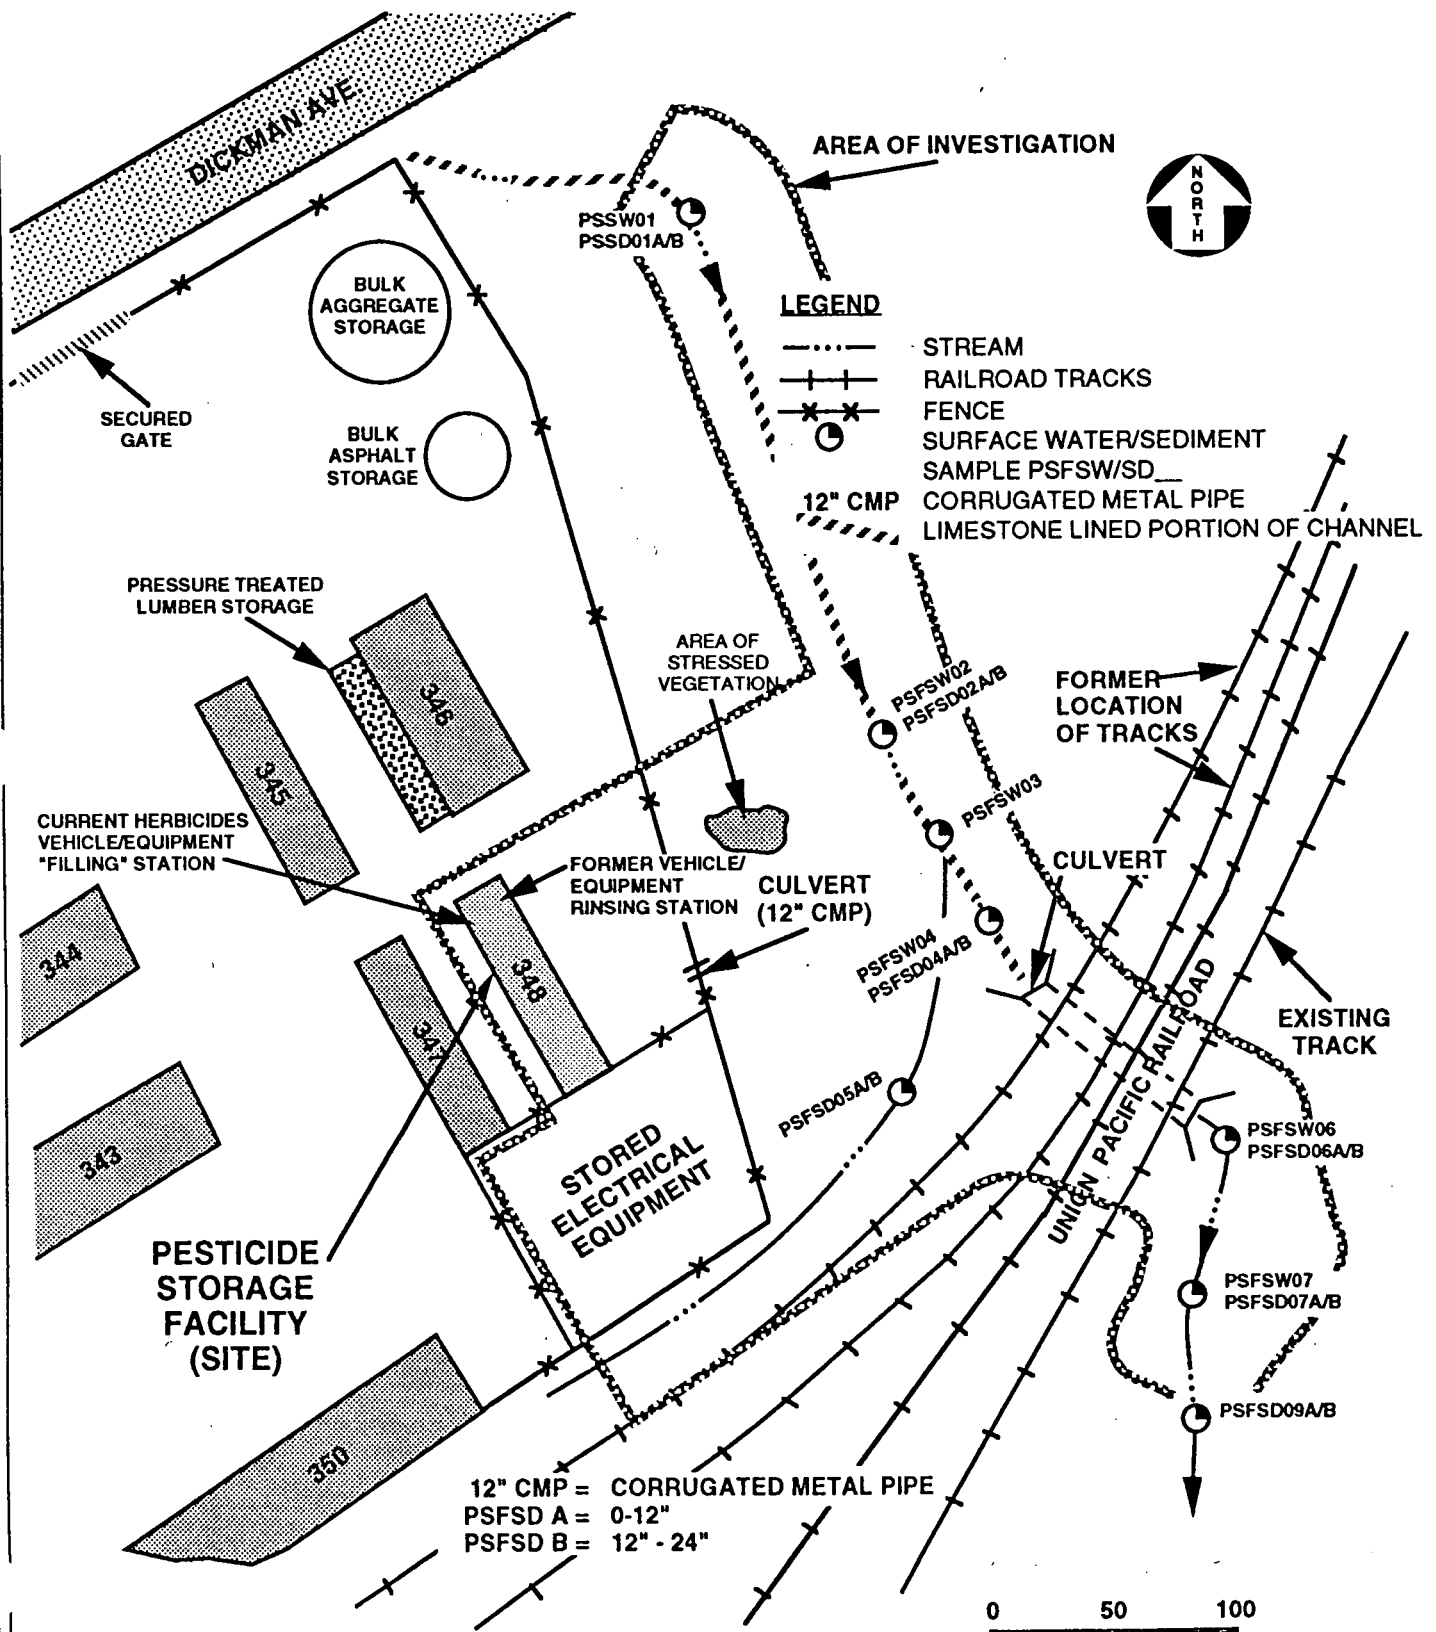 DICKMAN AVE
AREA OF INVESTIGATION
NORTH
PSSW01
PSSD01A/B
BULK
AGGREGATE
STORAGE
LEGEND
STREAM
RAILROAD TRACKS
FENCE
SURFACE WATER/SEDIMENT
SAMPLE PSFSW/SD__
12" CMP CORRUGATED METAL PIPE
LIMESTONE LINED PORTION OF CHANNEL
SECURED
GATE
BULK
ASPHALT
STORAGE
PRESSURE TREATED
LUMBER STORAGE
346
345
AREA OF
STRESSED
VEGETATION
PSFSW02
PSFSD02A/B
FORMER
LOCATION
OF TRACKS
PSFSW03
CURRENT HERBICIDES
VEHICLE/EQUIPMENT
"FILLING" STATION
FORMER VEHICLE/
EQUIPMENT
RINSING STATION
CULVERT
(12" CMP)
CULVERT
344
348
347
343
PSFSW04
PSFSD04A/B
UNION PACIFIC RAILROAD
EXISTING
TRACK
PSFSD05A/B
PSFSW06
PSFSD06A/B
STORED
ELECTRICAL
EQUIPMENT
PESTICIDE
STORAGE
FACILITY
(SITE)
PSFSW07
PSFSD07A/B
PSFSD09A/B
350
12" CMP = CORRUGATED METAL PIPE
PSFSD A = 0-12"
PSFSD B = 12" - 24"
0 50 100